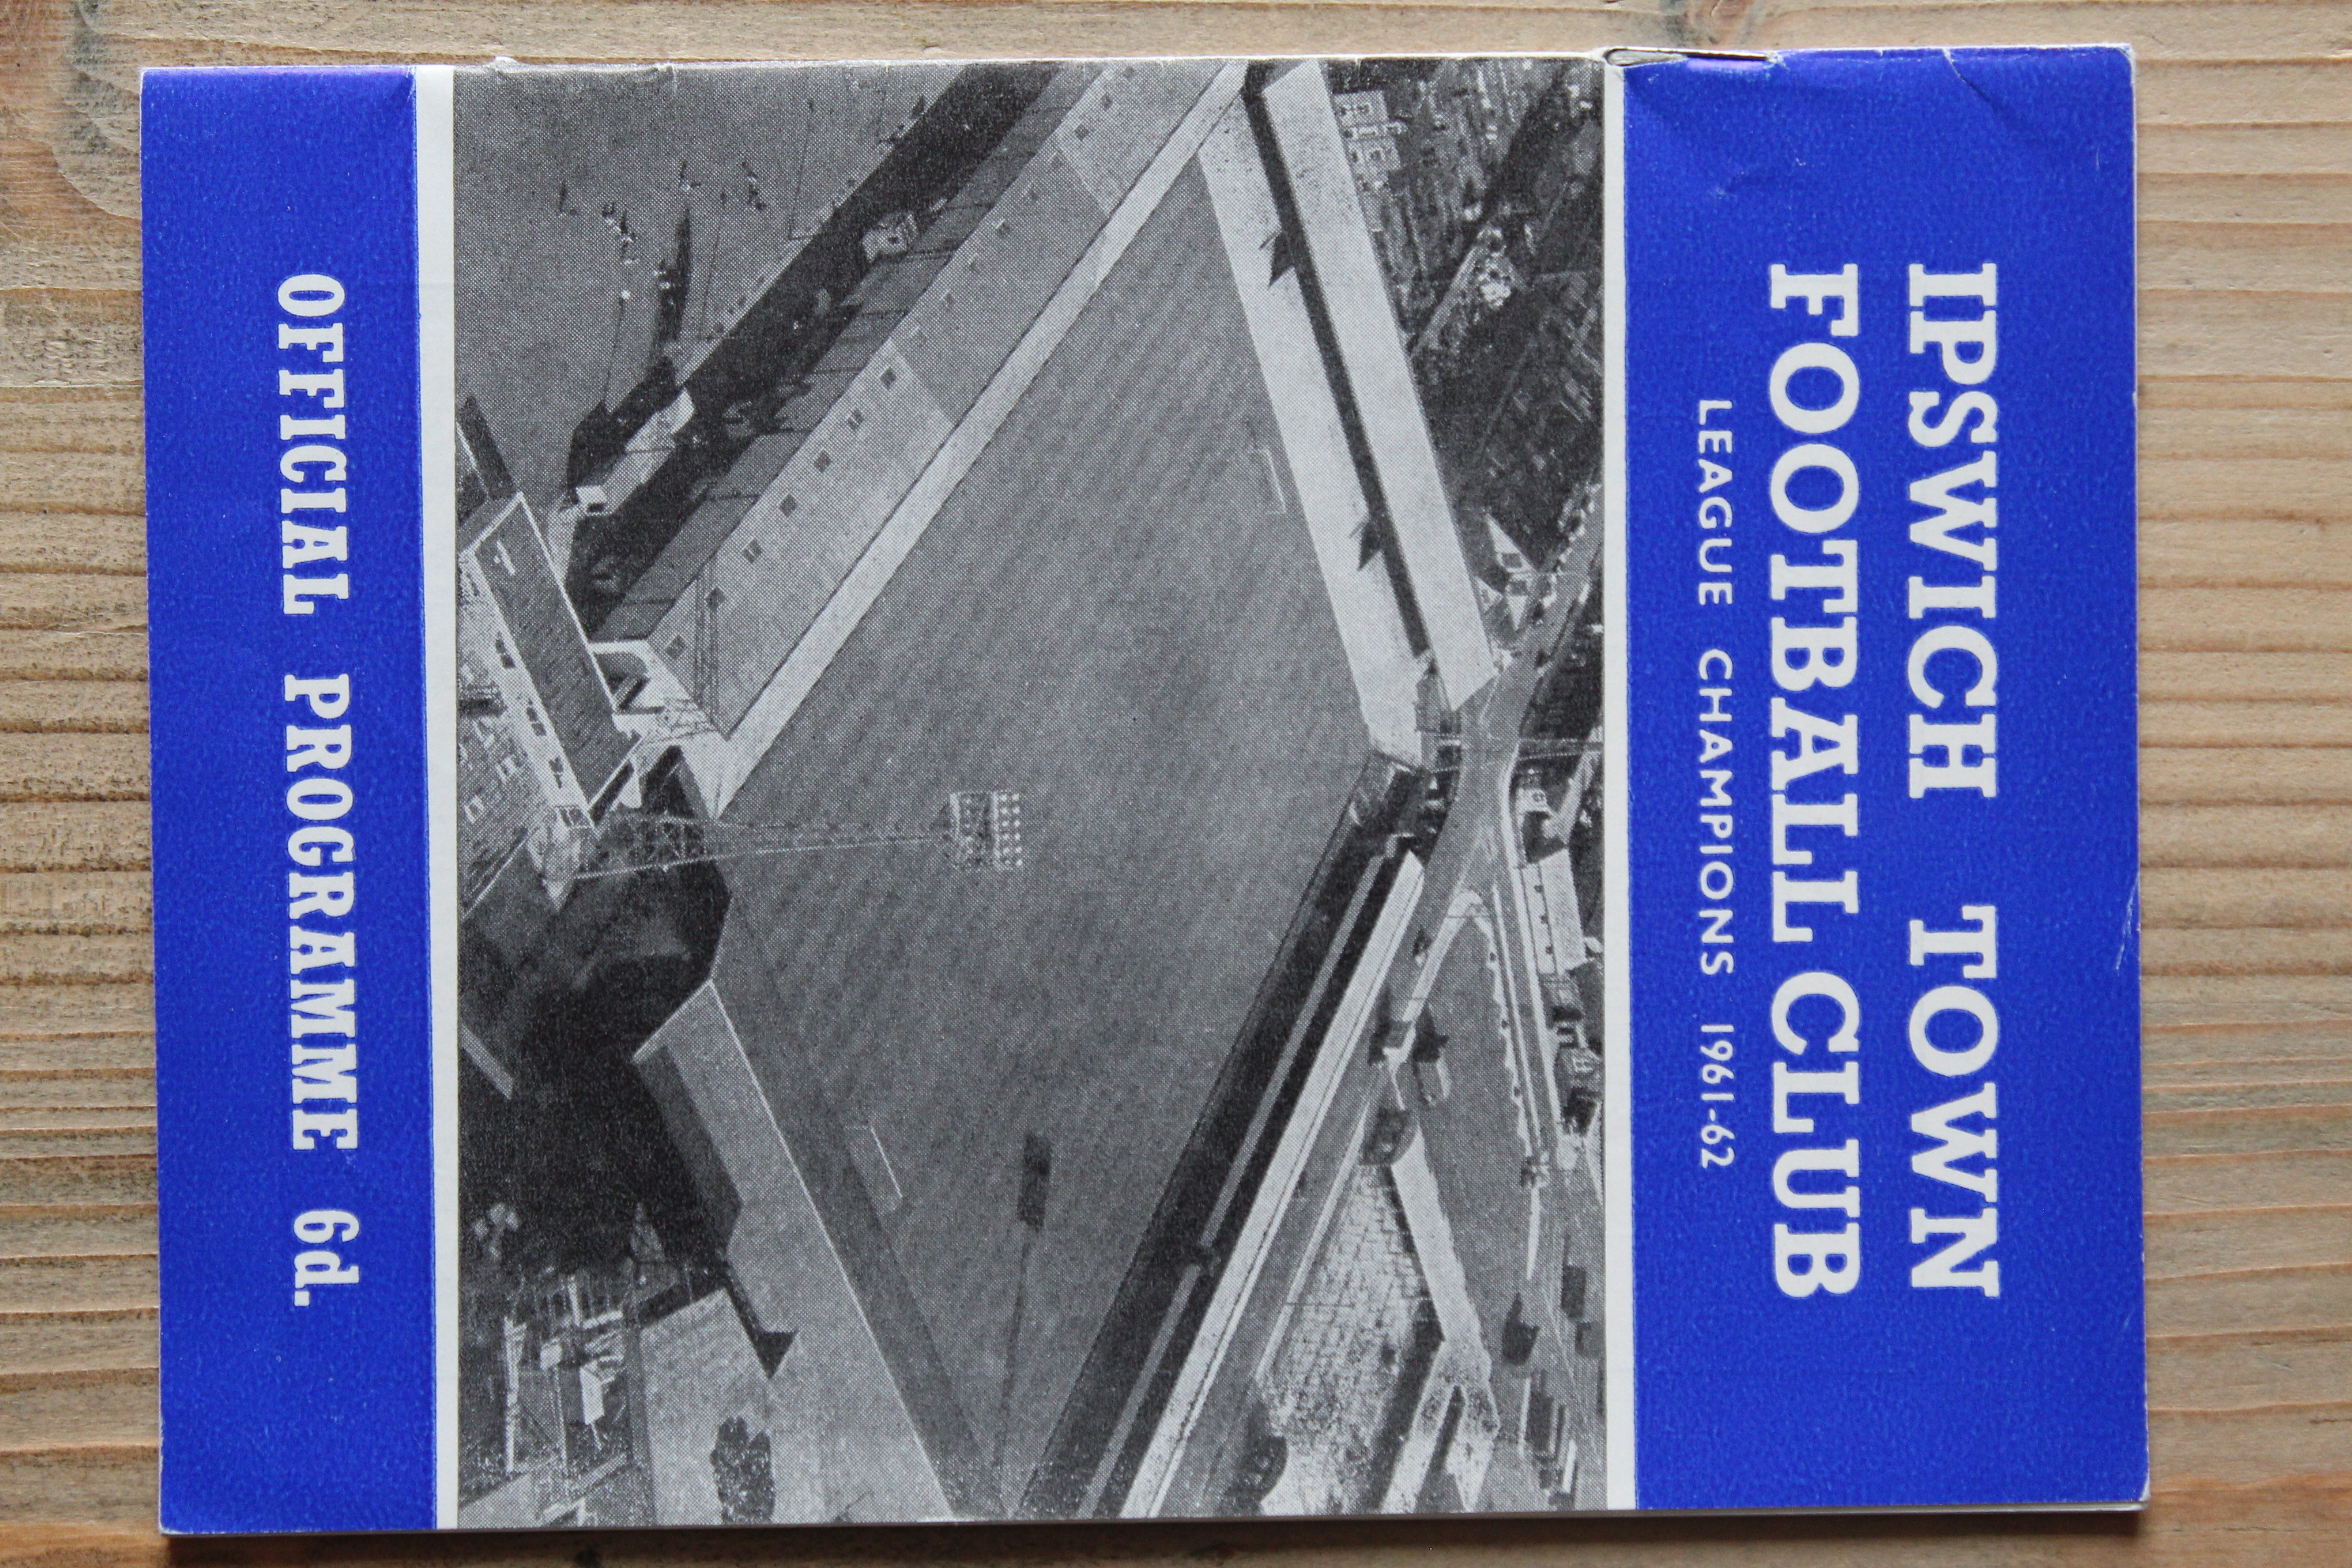 IPSWICH TOWN
FOOTBALL CLUB
LEAGUE CHAMPIONS 1961-62
OFFICIAL PROGRAMME 6d.